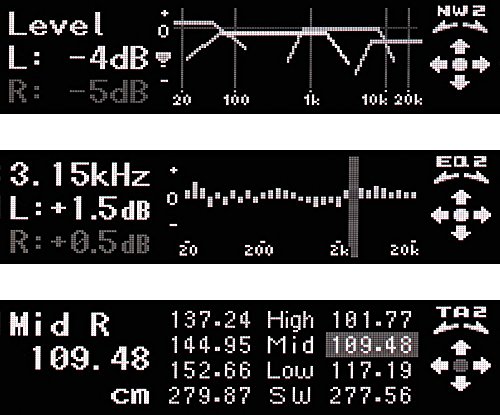 Level + NW2
L: -4dB 0
R: -5dB -
20 100 1k 10k 20k
3.15kHz + EQ2
L:+1.5dB 0
R:+0.5dB -
20 200 2k 20k
Mid R 137.24 High 101.77 TA2
109.48 144.95 Mid 109.48
152.66 Low 117.19
cm 279.87 SW 277.56